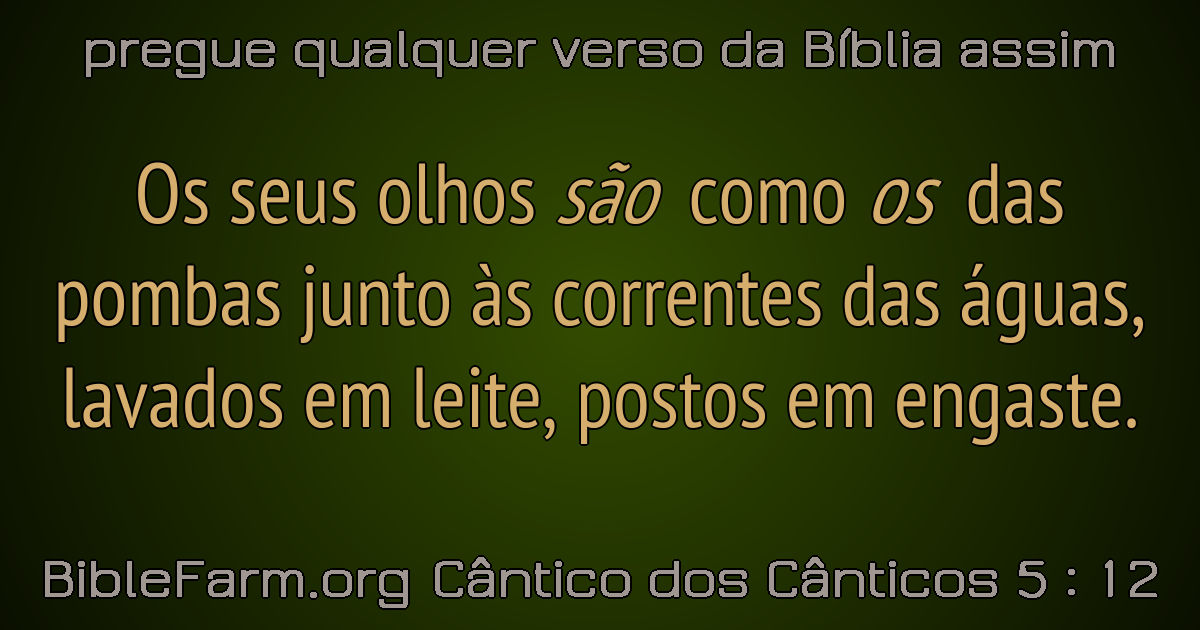 pregue qualquer verso da Bíblia assim
Os seus olhos são como os das
pombas junto às correntes das águas,
lavados em leite, postos em engaste.
BibleFarm.org Cântico dos Cânticos 5 : 12